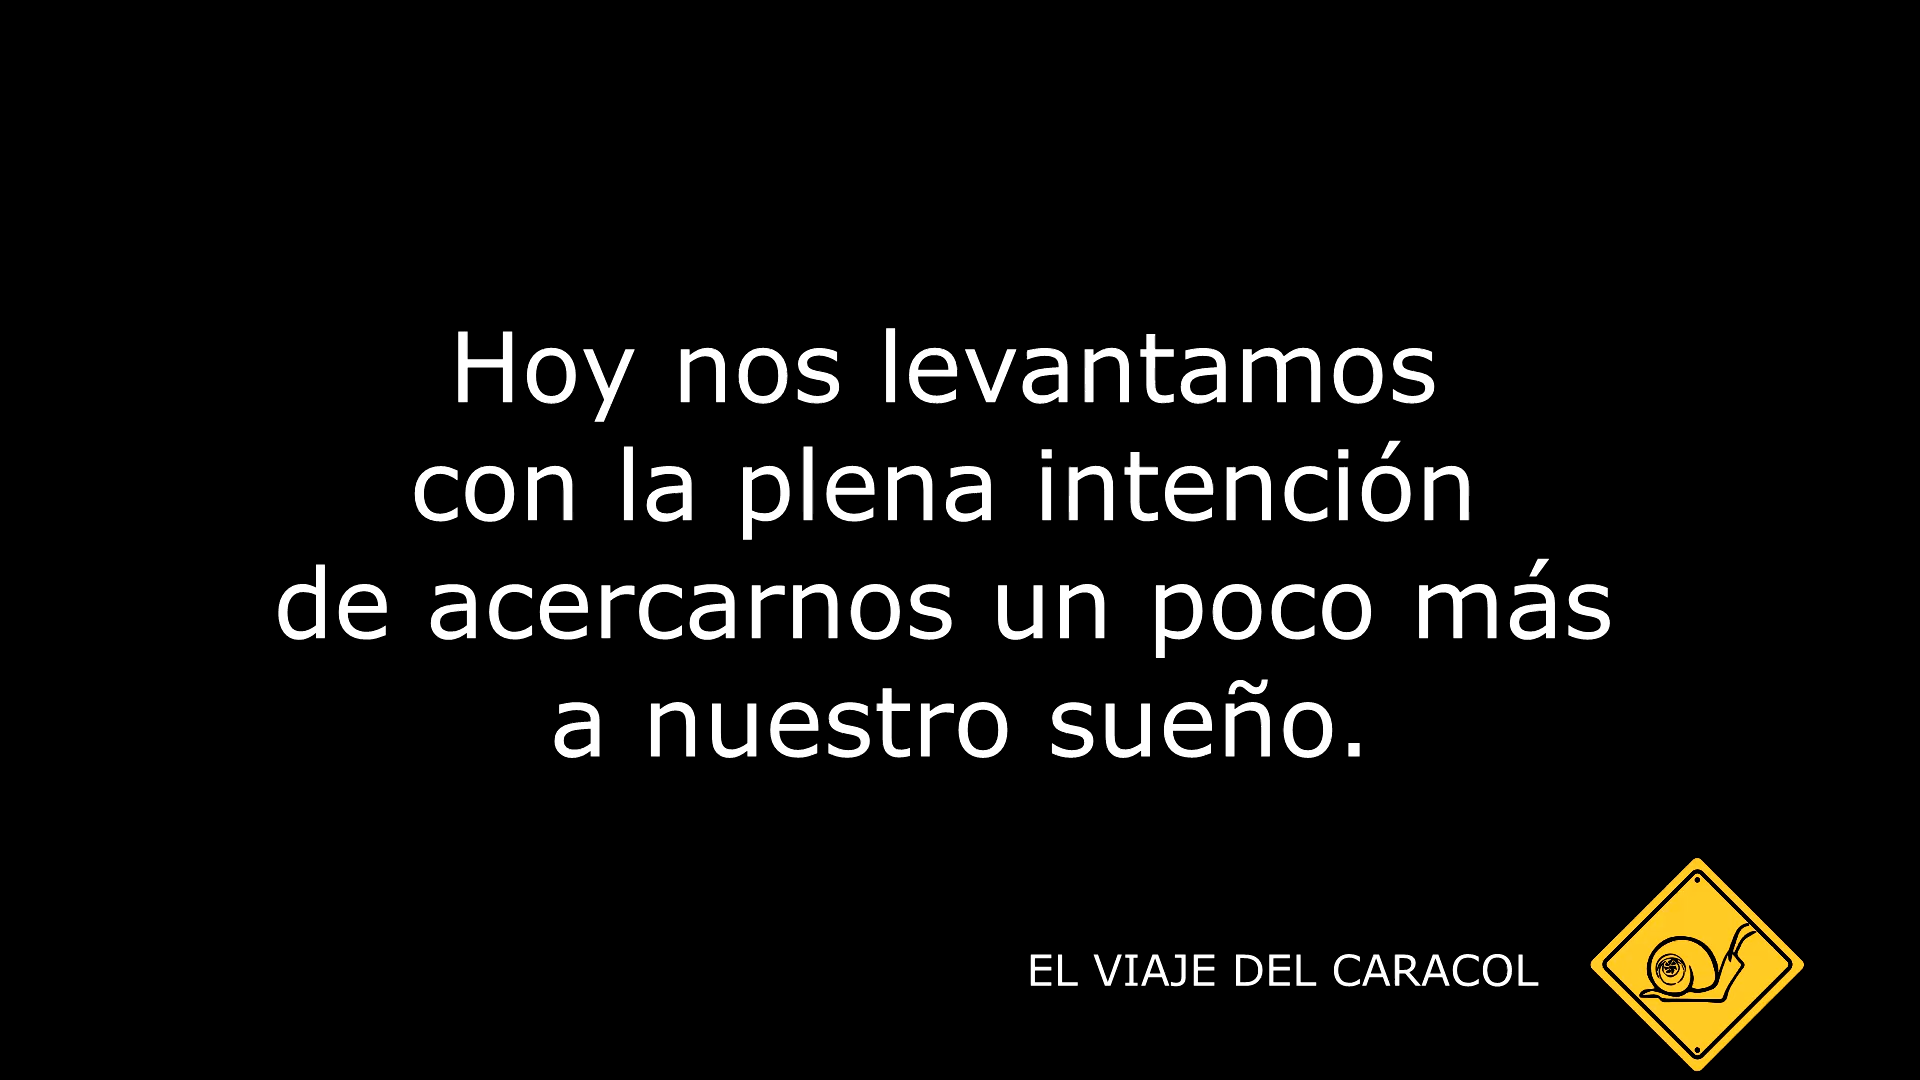 Hoy nos levantamos
con la plena intención
de acercarnos un poco más
a nuestro sueño.
EL VIAJE DEL CARACOL